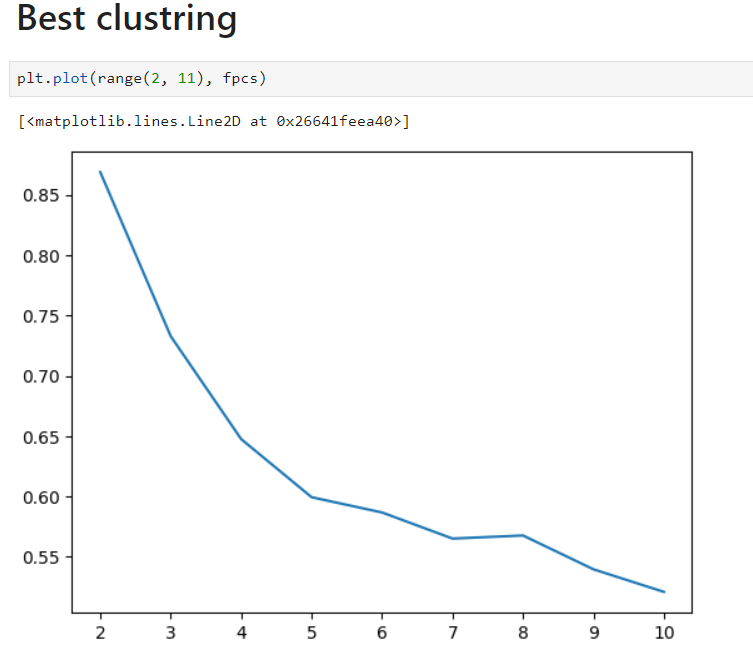 Best clustring
plt.plot(range(2, 11), fpcs)
[<matplotlib.lines.Line2D at 0x26641feea40>]
0.85
0.80
0.75
0.70
0.65
0.60
0.55
2 3 4 5 6 7 8 9 10